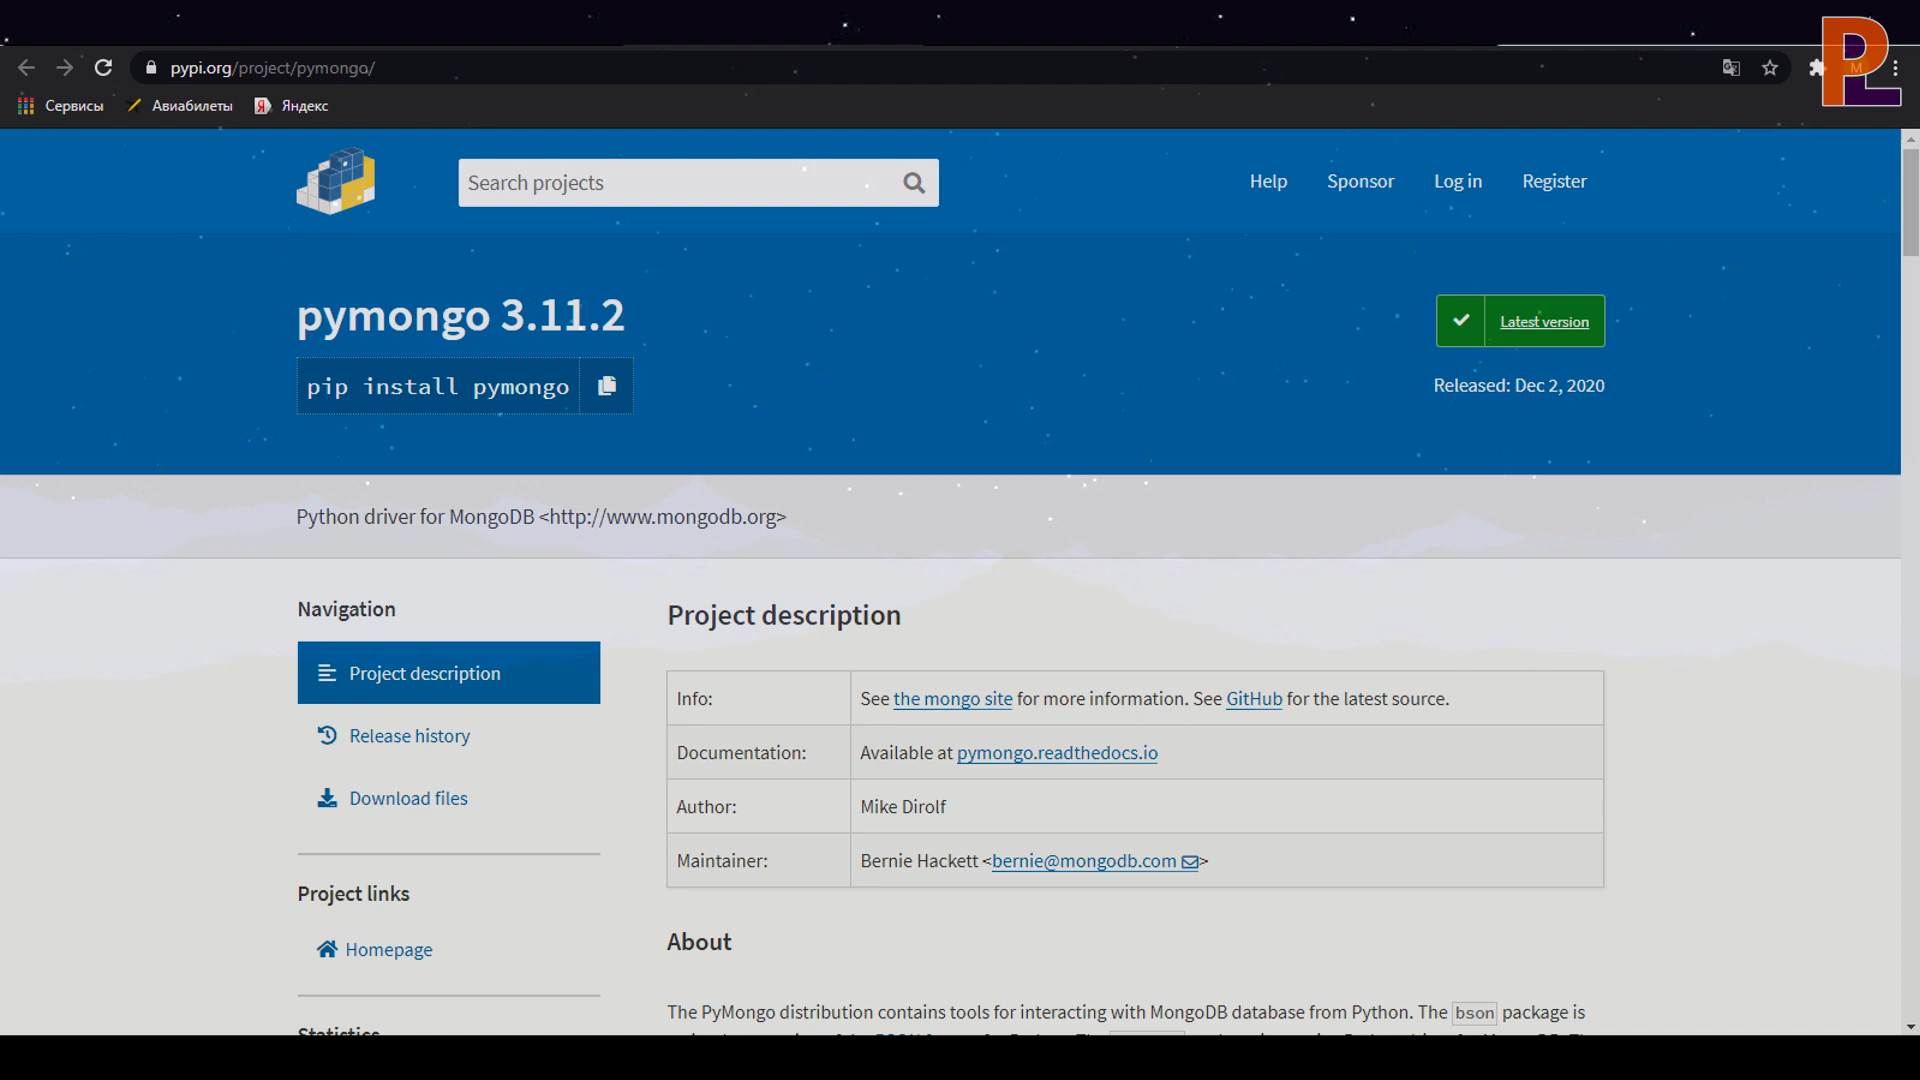 PL
pypi.org/project/pymongo/
M
Сервисы Авиабилеты Я Яндекс
Search projects
Help Sponsor Log in Register
pymongo 3.11.2
Latest version
pip install pymongo
Released: Dec 2, 2020
Python driver for MongoDB <http://www.mongodb.org>
Navigation
Project description
Release history
Download files
Project links
Homepage
Statistics
Project description
Info: See the mongo site for more information. See GitHub for the latest source.
Documentation: Available at pymongo.readthedocs.io
Author: Mike Dirolf
Maintainer: Bernie Hackett <bernie@mongodb.com>
About
The PyMongo distribution contains tools for interacting with MongoDB database from Python. The bson package is